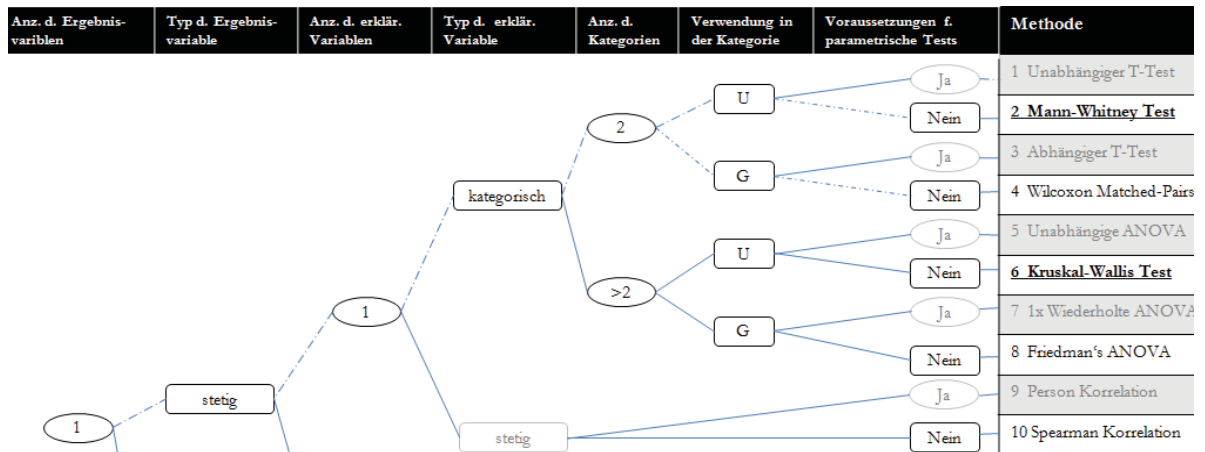 Anz. d. Ergebnis-
variblen
Typ d. Ergebnis-
variable
Anz. d. erklär.
Variablen
Typ d. erklär.
Variable
Anz. d.
Kategorien
Verwendung in
der Kategorie
Voraussetzungen f.
parametrische Tests
Methode
Ja
1 Unabhängiger T-Test
U
Nein
2 Mann-Whitney Test
2
Ja
3 Abhängiger T-Test
G
Nein
4 Wilcoxon Matched-Pairs
kategorisch
Ja
5 Unabhängige ANOVA
U
Nein
6 Kruskal-Wallis Test
>2
Ja
7 1x Wiederholte ANOVA
1
G
Nein
8 Friedman's ANOVA
stetig
Ja
9 Person Korrelation
1
stetig
Nein
10 Spearman Korrelation